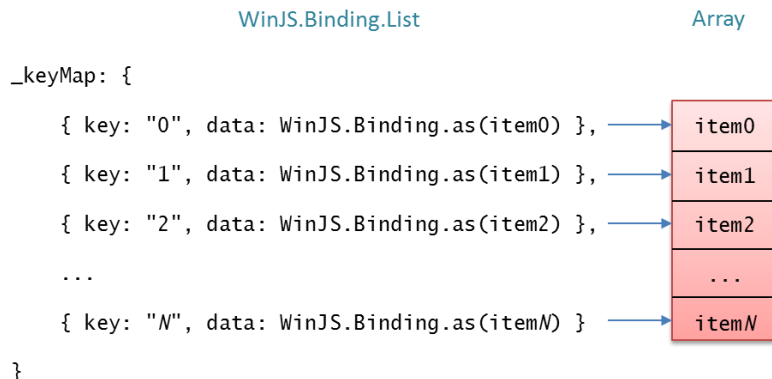 WinJS.Binding.List Array
_keyMap: {
{ key: "0", data: WinJS.Binding.as(item0) }, item0
{ key: "1", data: WinJS.Binding.as(item1) }, item1
{ key: "2", data: WinJS.Binding.as(item2) }, item2
... ...
{ key: "N", data: WinJS.Binding.as(itemN) } itemN
}